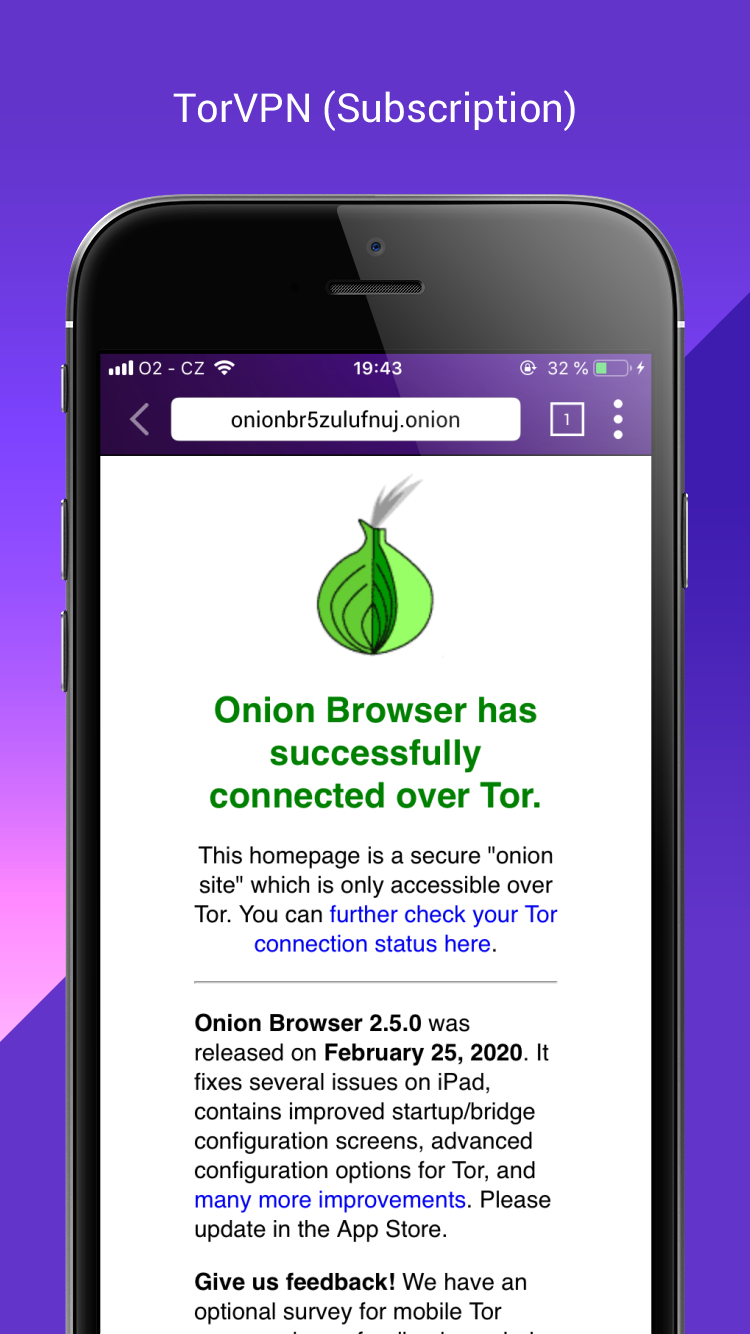 TorVPN (Subscription)
O2 - CZ 19:43 32 %
onionbr5zulufnuj.onion 1
Onion Browser has
successfully
connected over Tor.
This homepage is a secure "onion
site" which is only accessible over
Tor. You can further check your Tor
connection status here.
Onion Browser 2.5.0 was
released on February 25, 2020. It
fixes several issues on iPad,
contains improved startup/bridge
configuration screens, advanced
configuration options for Tor, and
many more improvements. Please
update in the App Store.
Give us feedback! We have an
optional survey for mobile Tor